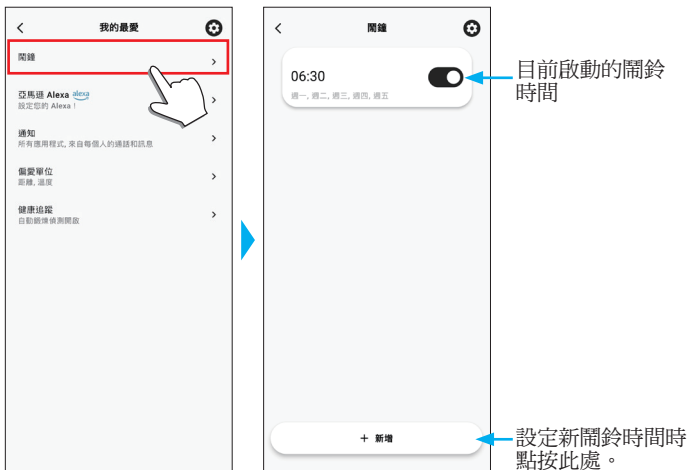 我的最愛
鬧鐘
亞馬遜 Alexa alexa
設定您的 Alexa！
通知
所有應用程式, 來自每個人的通話和訊息
偏愛單位
距離, 溫度
健康追蹤
自動鍛煉偵測開啟
鬧鐘
06:30
週一, 週二, 週三, 週四, 週五
+ 新增
目前啟動的鬧鈴
時間
設定新鬧鈴時間時
點按此處。